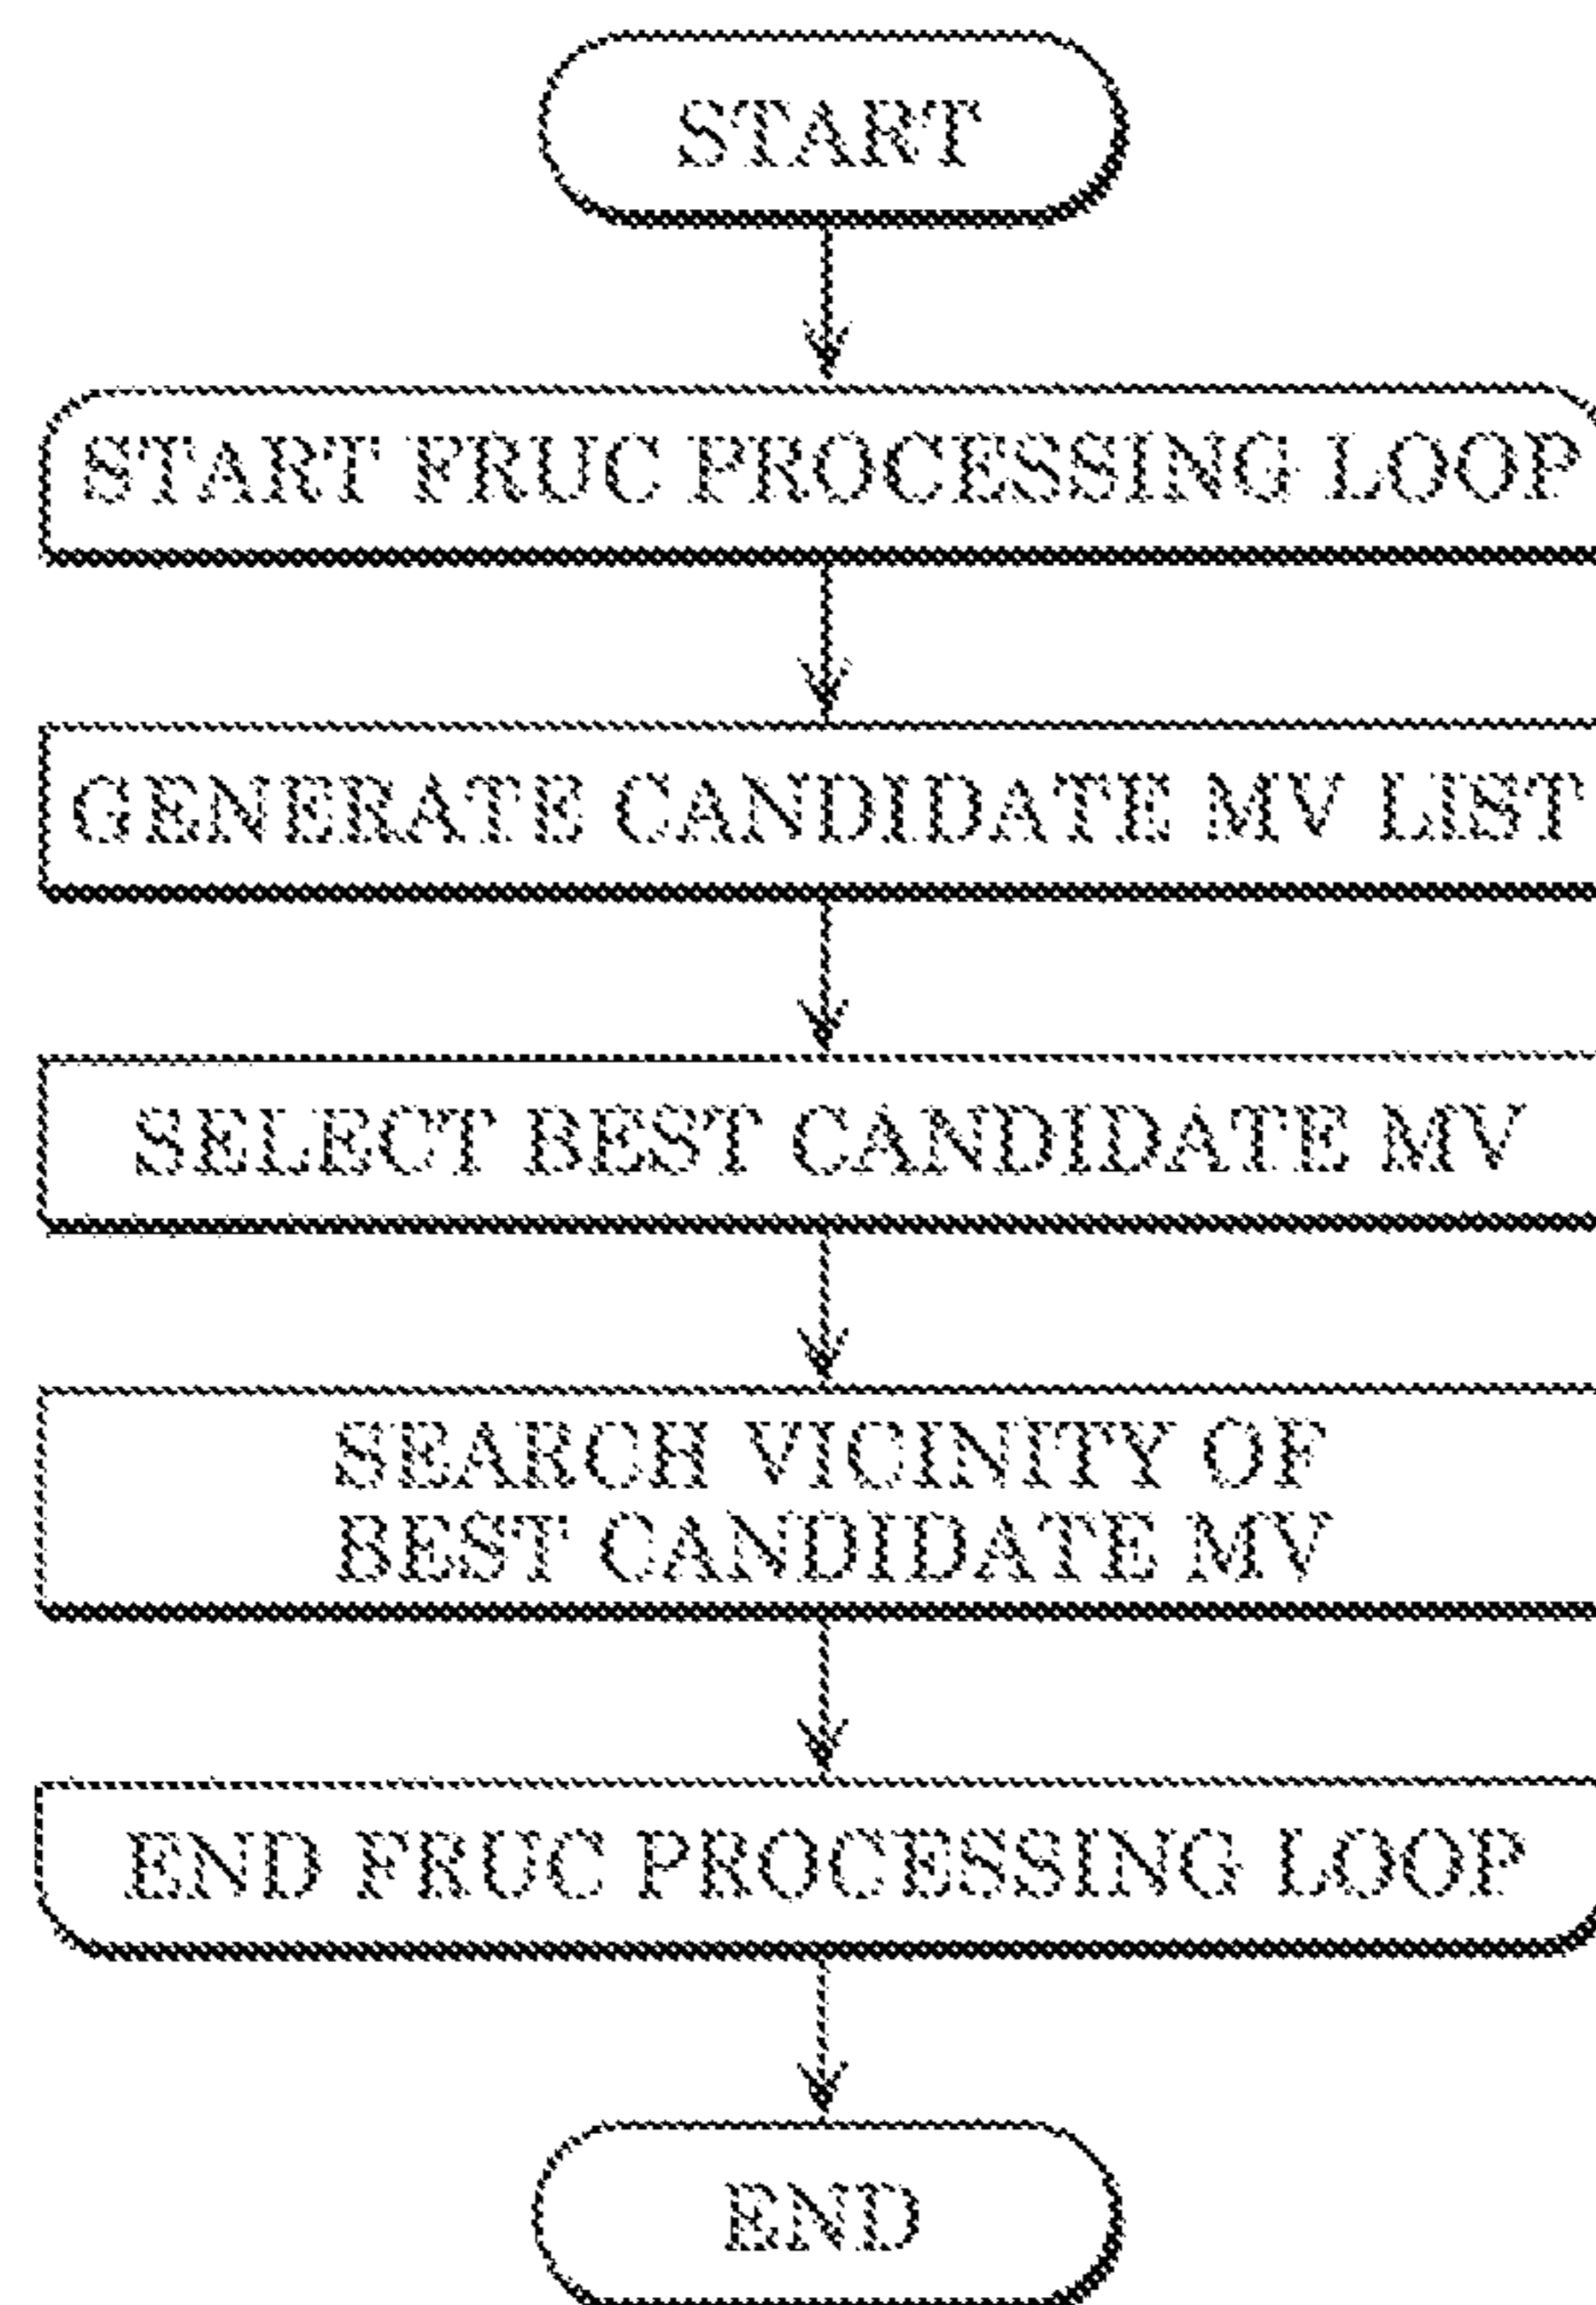 START
START FRUC PROCESSING LOOP
GENERATE CANDIDATE MV LIST
SELECT BEST CANDIDATE MV
SEARCH VICINITY OF
BEST CANDIDATE MV
END FRUC PROCESSING LOOP
END